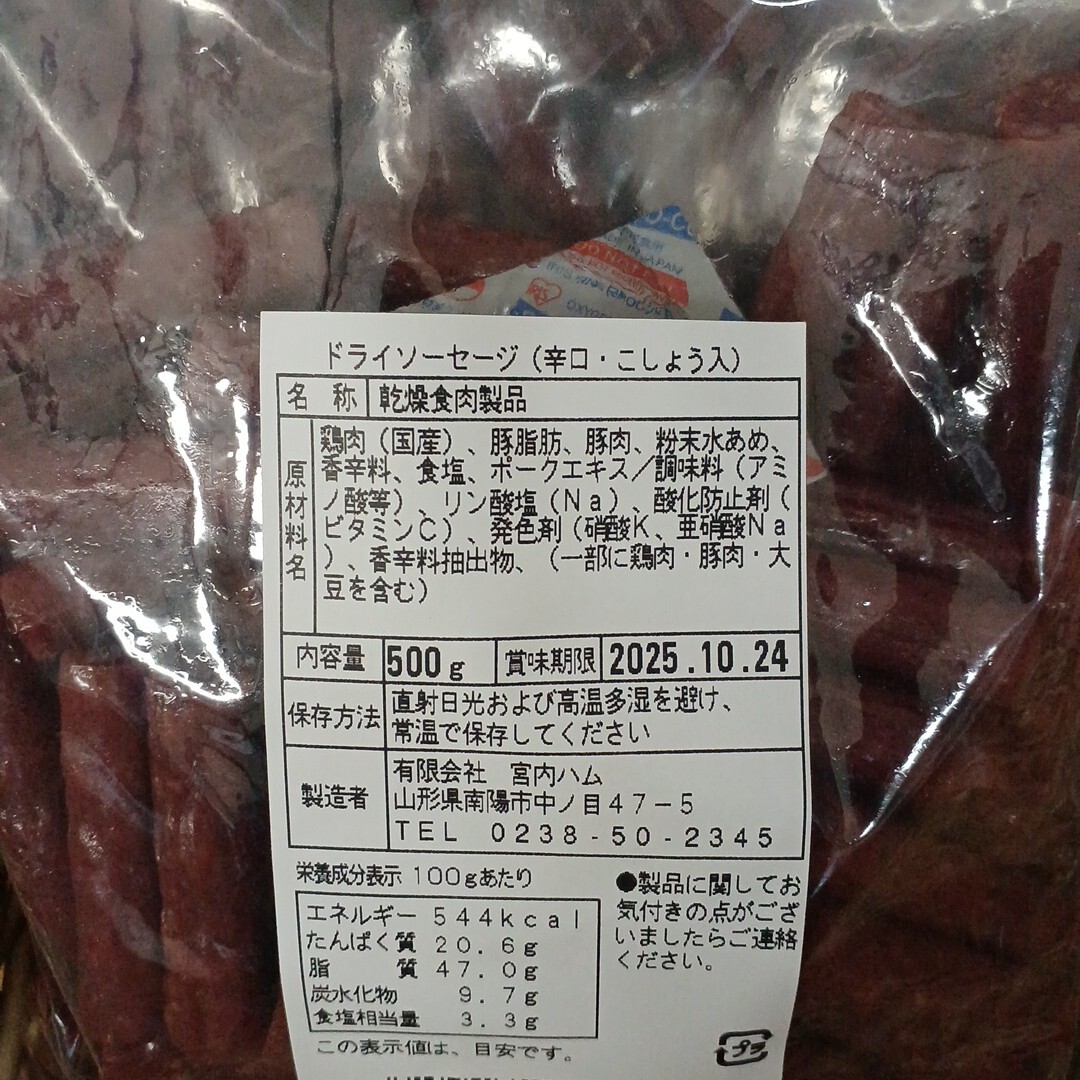 IN JAPAN
ドライソーセージ（辛口・こしょう入）
名 称 乾燥食肉製品
原材料名
鶏肉（国産）、豚脂肪、豚肉、粉末水あめ、
香辛料、食塩、ポークエキス／調味料（アミ
ノ酸等）、リン酸塩（Ｎａ）、酸化防止剤（
ビタミンＣ）、発色剤（硝酸Ｋ、亜硝酸Ｎａ
）、香辛料抽出物、（一部に鶏肉・豚肉・大
豆を含む）
内容量 500g 賞味期限 2025.10.24
保存方法
直射日光および高温多湿を避け、
常温で保存してください
製造者
有限会社 宮内ハム
山形県南陽市中ノ目４７－５
ＴＥＬ ０２３８-５０-２３４５
栄養成分表示 100gあたり
エネルギー ５４４ｋｃａｌ
たんぱく質 ２０．６ｇ
脂 質 ４７．０ｇ
炭水化物 ９．７ｇ
食塩相当量 ３．３ｇ
この表示値は、目安です。
●製品に関してお
気付きの点がござ
いましたらご連絡
ください。
プラ